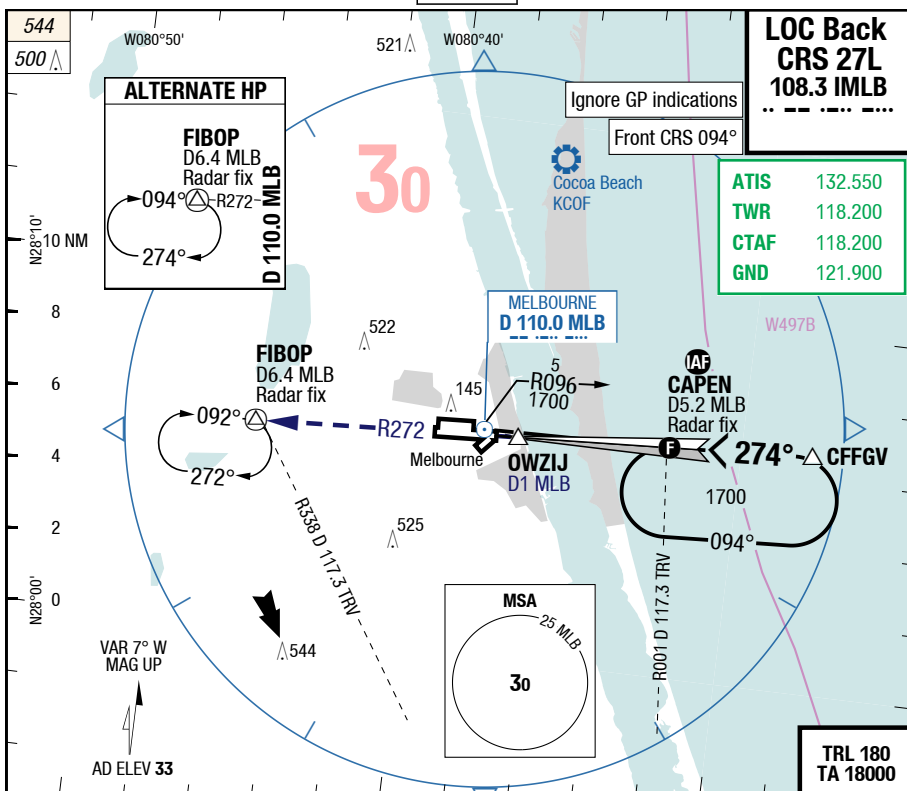 544
500
W080°50'
521
W080°40'
LOC Back
CRS 27L
108.3 IMLB
·· −− ·−·· −···
Ignore GP indications
Front CRS 094°
ALTERNATE HP
FIBOP
D6.4 MLB
Radar fix
094°
R272
274°
D 110.0 MLB
30
Cocoa Beach
KCOF
ATIS 132.550
TWR 118.200
CTAF 118.200
GND 121.900
N28°10'
10 NM
8
6
4
2
0
N28°00'
MELBOURNE
D 110.0 MLB
−− ·−·· −···
W497B
522
FIBOP
D6.4 MLB
Radar fix
145
5
R096
1700
IAF
CAPEN
D5.2 MLB
Radar fix
092°
R272
272°
Melbourne
OWZIJ
D1 MLB
F
274°
CFFGV
1700
094°
R338 D 117.3 TRV
525
R001 D 117.3 TRV
544
MSA
25 MLB
30
VAR 7° W
MAG UP
AD ELEV 33
TRL 180
TA 18000